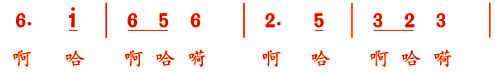 6. i | 6 5 6 | 2. 5 | 3 2 3
啊 哈 啊 哈 嗬 啊 哈 啊 哈 嗬